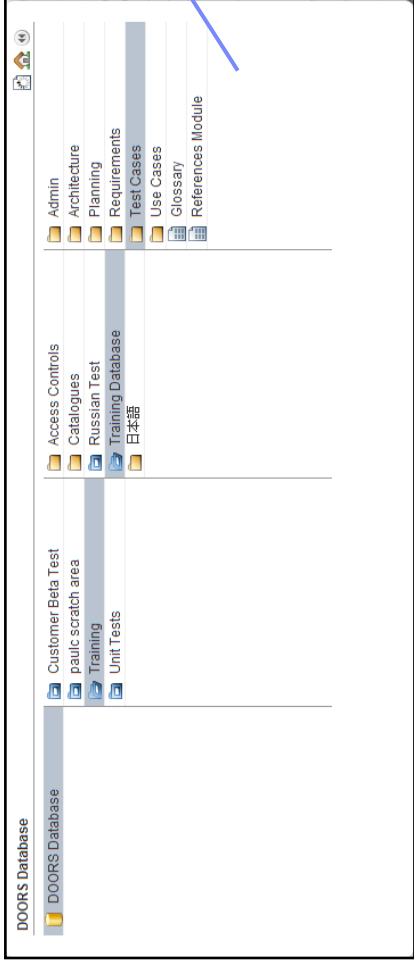 DOORS Database
DOORS Database
Customer Beta Test
paulc scratch area
Training
Unit Tests
Access Controls
Catalogues
Russian Test
Training Database
日本語
Admin
Architecture
Planning
Requirements
Test Cases
Use Cases
Glossary
References Module